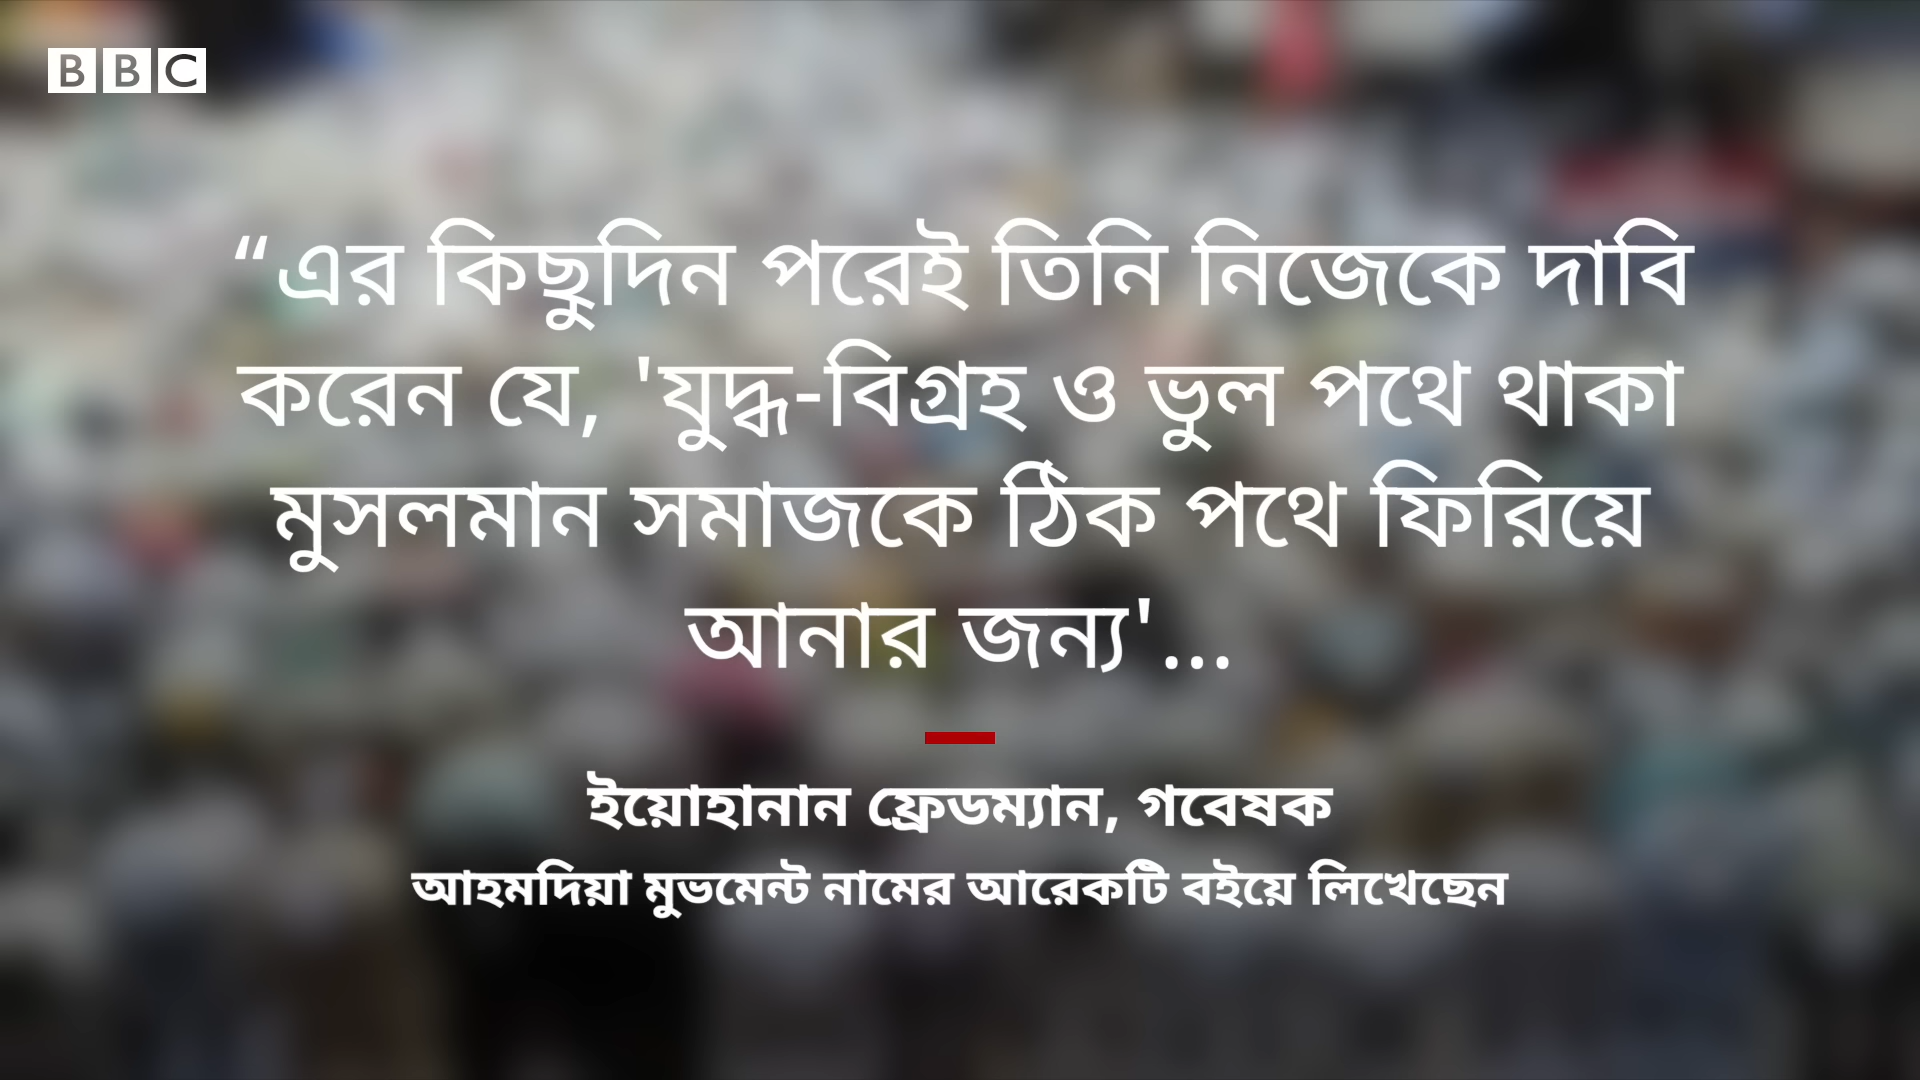 BBC
“এর কিছুদিন পরেই তিনি নিজেকে দাবি
করেন যে, 'যুদ্ধ-বিগ্রহ ও ভুল পথে থাকা
মুসলমান সমাজকে ঠিক পথে ফিরিয়ে
আনার জন্য'...
ইয়োহানান ফ্রেডম্যান, গবেষক
আহমদিয়া মুভমেন্ট নামের আরেকটি বইয়ে লিখেছেন